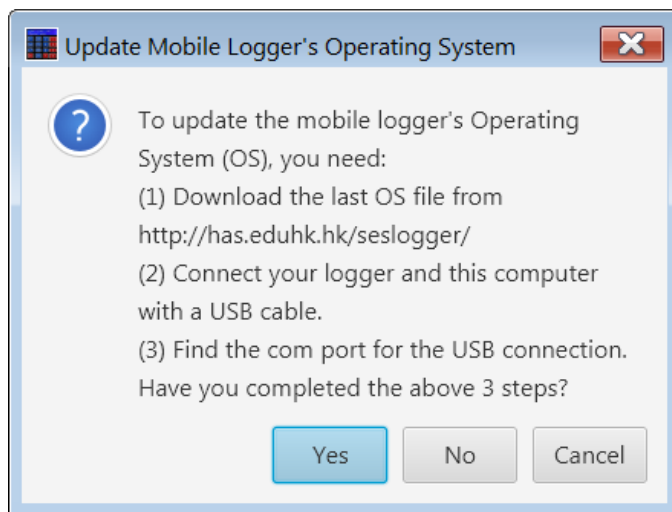 Update Mobile Logger's Operating System
To update the mobile logger's Operating
System (OS), you need:
(1) Download the last OS file from
http://has.eduhk.hk/seslogger/
(2) Connect your logger and this computer
with a USB cable.
(3) Find the com port for the USB connection.
Have you completed the above 3 steps?
Yes No Cancel